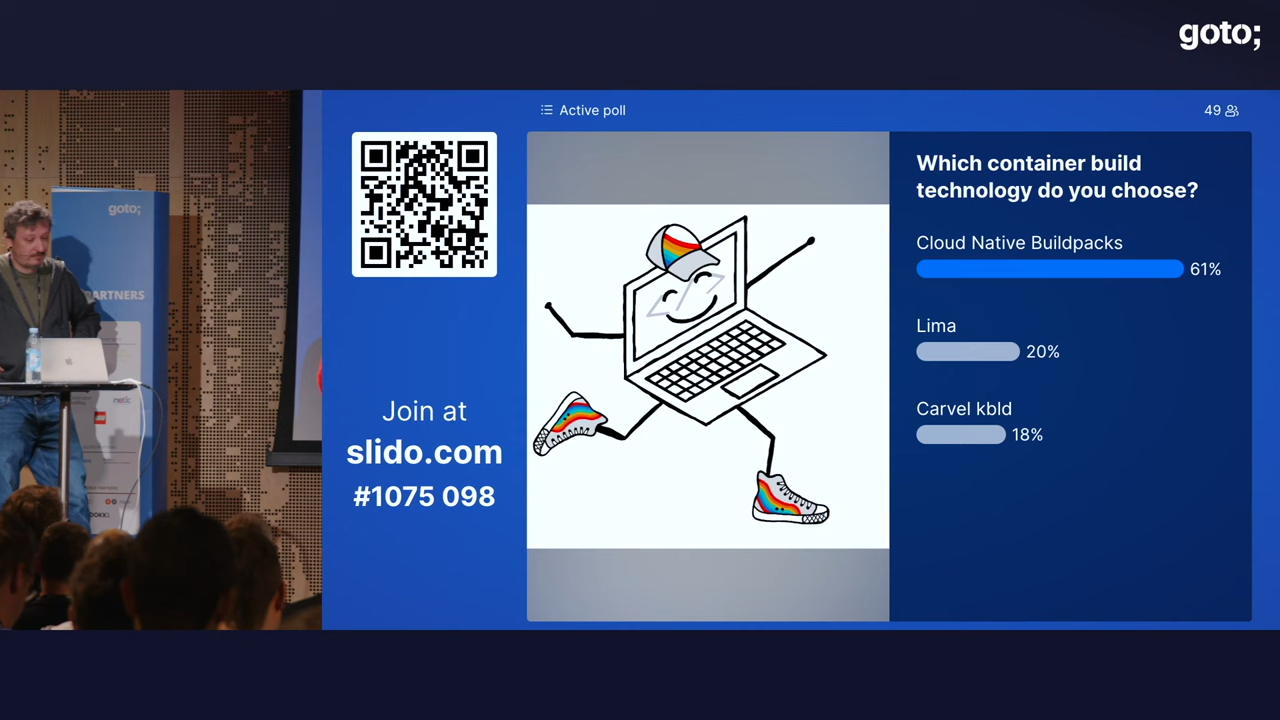 goto;
Active poll
49
Which container build
technology do you choose?
Cloud Native Buildpacks
61%
Lima
20%
Carvel kbld
18%
Join at
slido.com
#1075 098
goto;
PARTNERS
netic